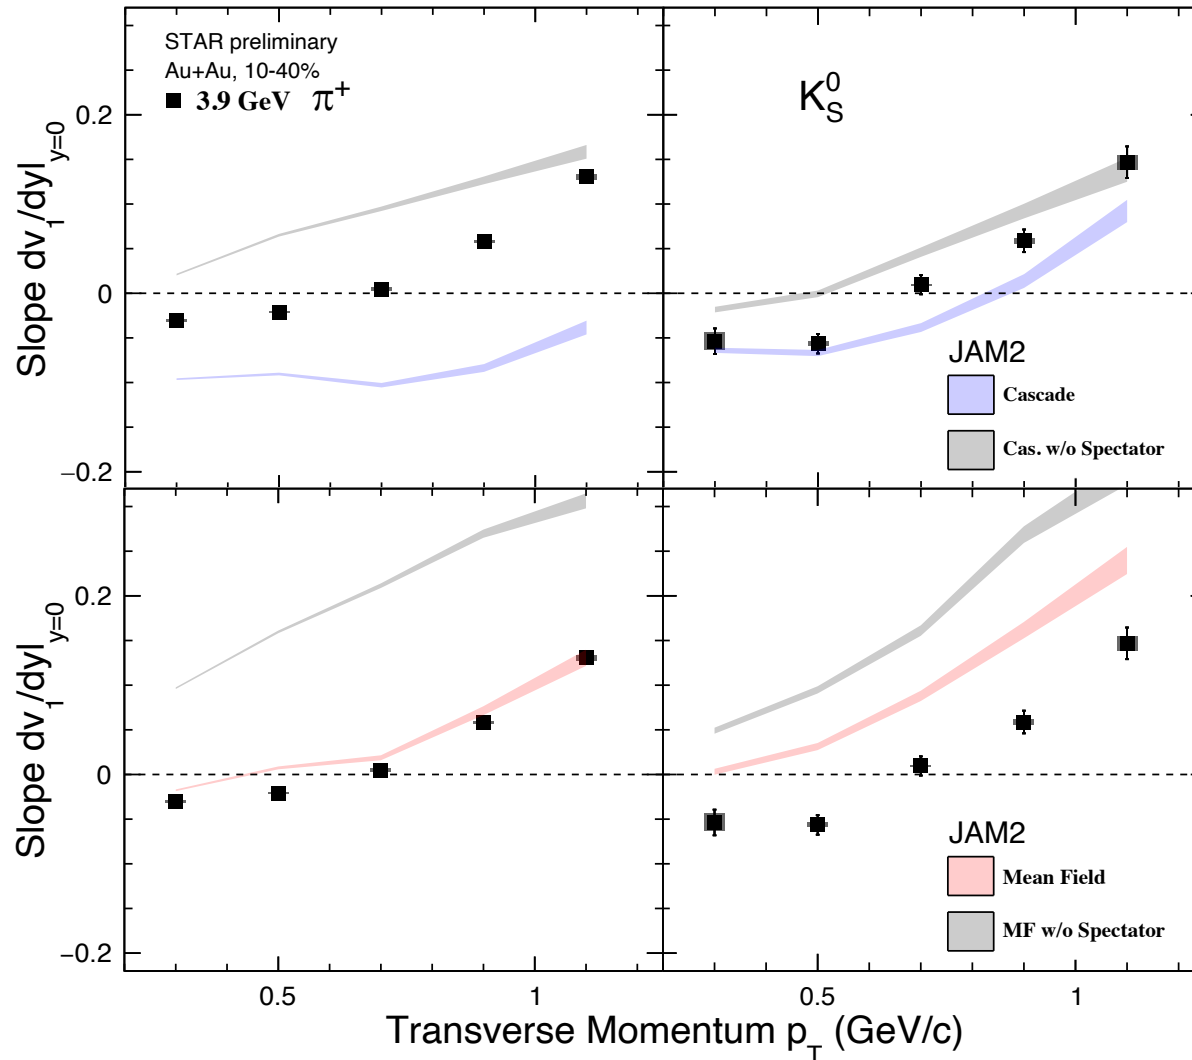 STAR preliminary
Au+Au, 10-40%
■ 3.9 GeV π⁺
K⁰_S
0.2
0
−0.2
Slope dv₁/dy|y=0
JAM2
Cascade
Cas. w/o Spectator
0.2
0
−0.2
Slope dv₁/dy|y=0
JAM2
Mean Field
MF w/o Spectator
0.5 1 0.5 1
Transverse Momentum p_T (GeV/c)